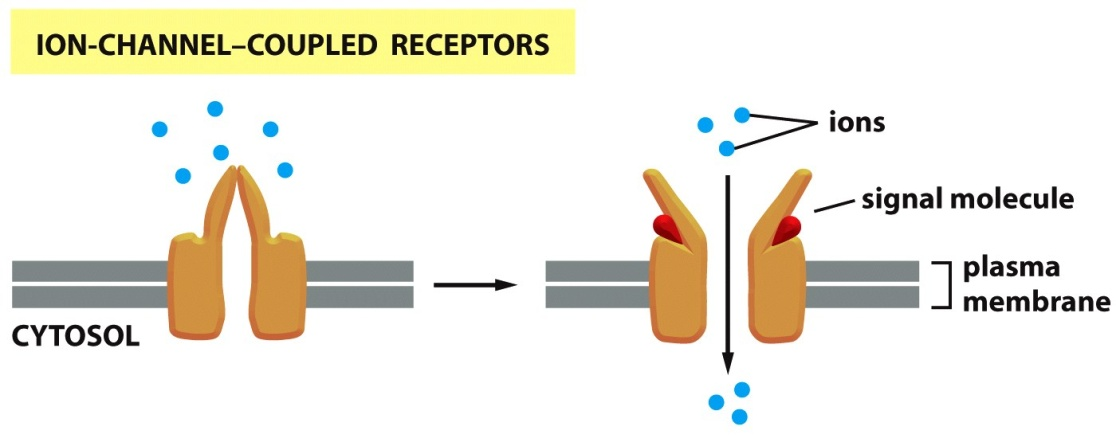 ION-CHANNEL–COUPLED RECEPTORS
ions
signal molecule
plasma
membrane
CYTOSOL